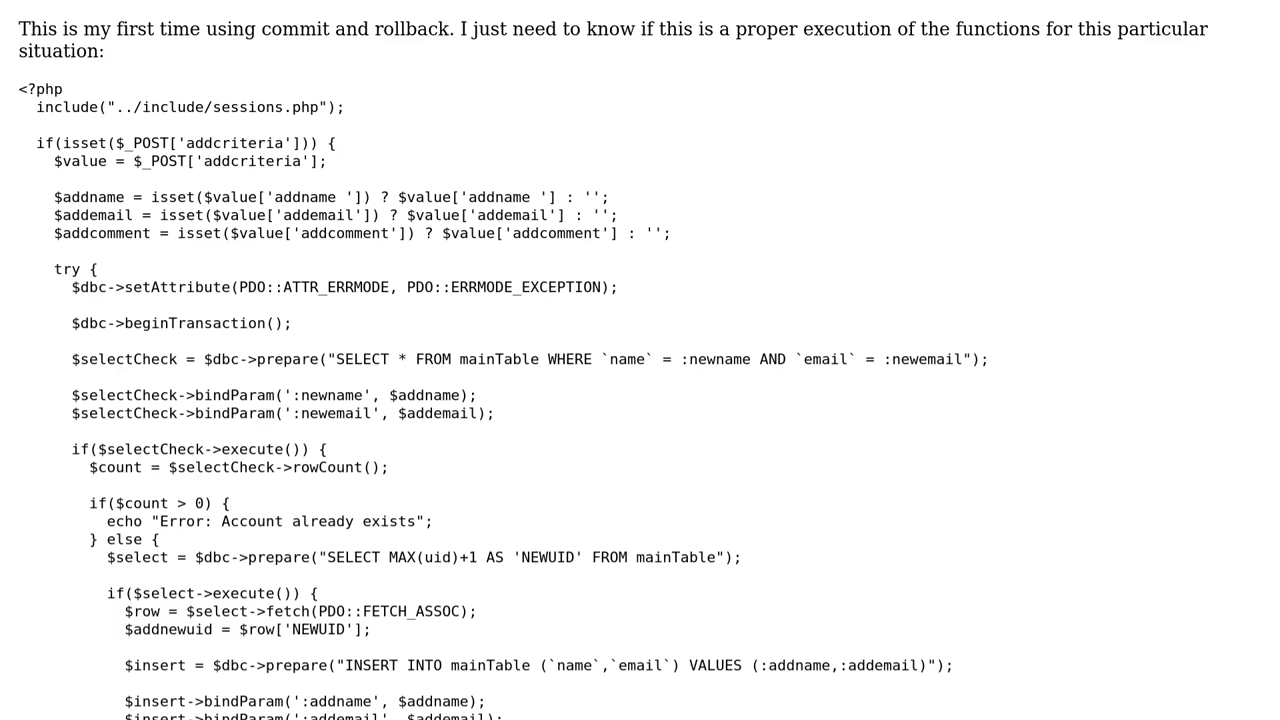 This is my first time using commit and rollback. I just need to know if this is a proper execution of the functions for this particular
situation:
<?php
  include("../include/sessions.php");
  if(isset($_POST['addcriteria'])) {
    $value = $_POST['addcriteria'];
    $addname = isset($value['addname ']) ? $value['addname '] : '';
    $addemail = isset($value['addemail']) ? $value['addemail'] : '';
    $addcomment = isset($value['addcomment']) ? $value['addcomment'] : '';
    try {
      $dbc->setAttribute(PDO::ATTR_ERRMODE, PDO::ERRMODE_EXCEPTION);
      $dbc->beginTransaction();
      $selectCheck = $dbc->prepare("SELECT * FROM mainTable WHERE `name` = :newname AND `email` = :newemail");
      $selectCheck->bindParam(':newname', $addname);
      $selectCheck->bindParam(':newemail', $addemail);
      if($selectCheck->execute()) {
        $count = $selectCheck->rowCount();
        if($count > 0) {
          echo "Error: Account already exists";
        } else {
          $select = $dbc->prepare("SELECT MAX(uid)+1 AS 'NEWUID' FROM mainTable");
          if($select->execute()) {
            $row = $select->fetch(PDO::FETCH_ASSOC);
            $addnewuid = $row['NEWUID'];
            $insert = $dbc->prepare("INSERT INTO mainTable (`name`,`email`) VALUES (:addname,:addemail)");
            $insert->bindParam(':addname', $addname);
            $insert->bindParam(':addemail', $addemail);